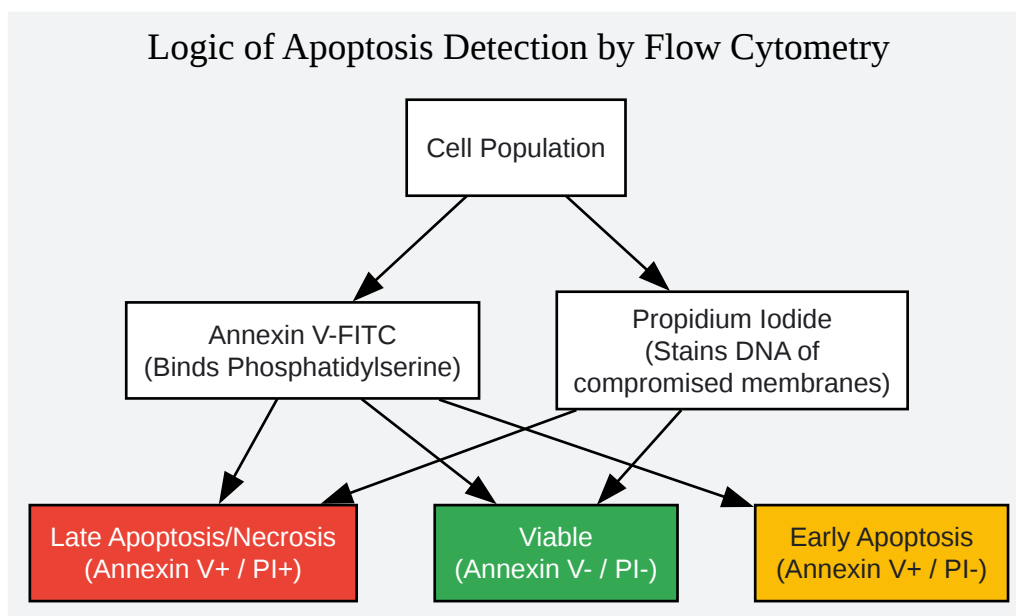 Logic of Apoptosis Detection by Flow Cytometry
Cell Population
Annexin V-FITC
(Binds Phosphatidylserine)
Propidium Iodide
(Stains DNA of
compromised membranes)
Late Apoptosis/Necrosis
(Annexin V+ / PI+)
Viable
(Annexin V- / PI-)
Early Apoptosis
(Annexin V+ / PI-)